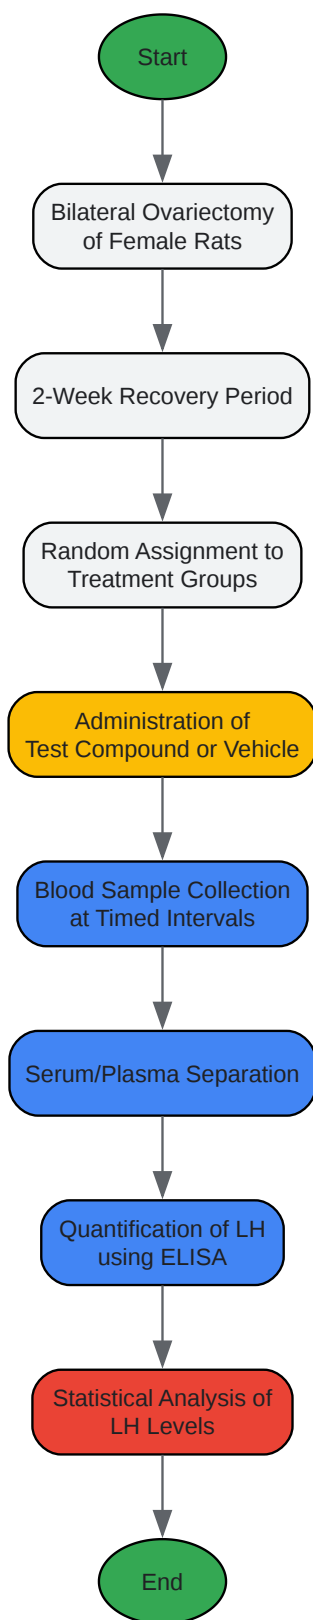 Start
Bilateral Ovariectomy
of Female Rats
2-Week Recovery Period
Random Assignment to
Treatment Groups
Administration of
Test Compound or Vehicle
Blood Sample Collection
at Timed Intervals
Serum/Plasma Separation
Quantification of LH
using ELISA
Statistical Analysis of
LH Levels
End